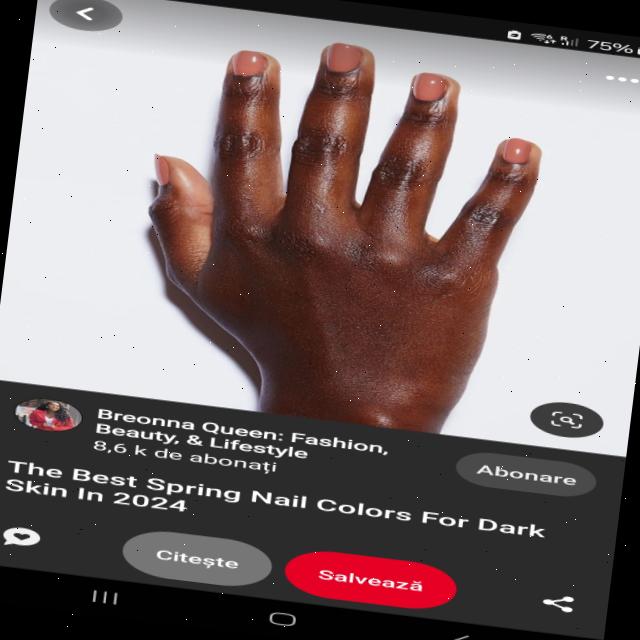 75%
Breonna Queen: Fashion,
Beauty, & Lifestyle
8,6 k de abonați
Abonare
The Best Spring Nail Colors For Dark
Skin In 2024
Citește
Salvează